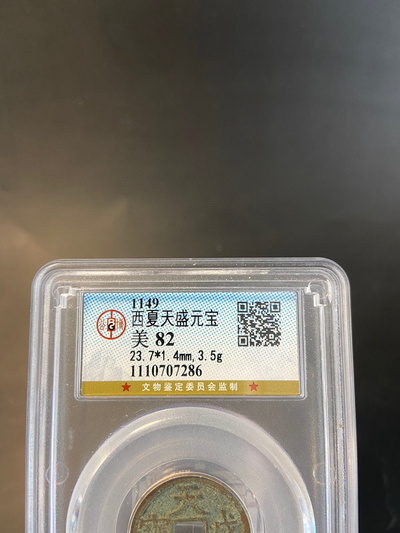 1149
西夏天盛元宝
美 82
23.7*1.4mm,3.5g
1110707286
★ 文物鉴定委员会监制 ★
天